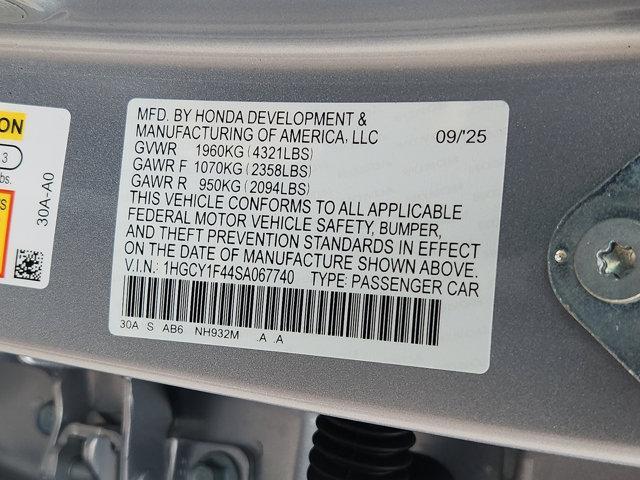 MFD. BY HONDA DEVELOPMENT &
MANUFACTURING OF AMERICA, LLC 09/'25
GVWR 1960KG (4321LBS)
GAWR F 1070KG (2358LBS)
GAWR R 950KG (2094LBS)
THIS VEHICLE CONFORMS TO ALL APPLICABLE
FEDERAL MOTOR VEHICLE SAFETY, BUMPER,
AND THEFT PREVENTION STANDARDS IN EFFECT
ON THE DATE OF MANUFACTURE SHOWN ABOVE.
V.I.N.: 1HGCY1F44SA067740 TYPE: PASSENGER CAR
30A S AB6 NH932M .A .A
ON
3
bs.
S
30A-A0